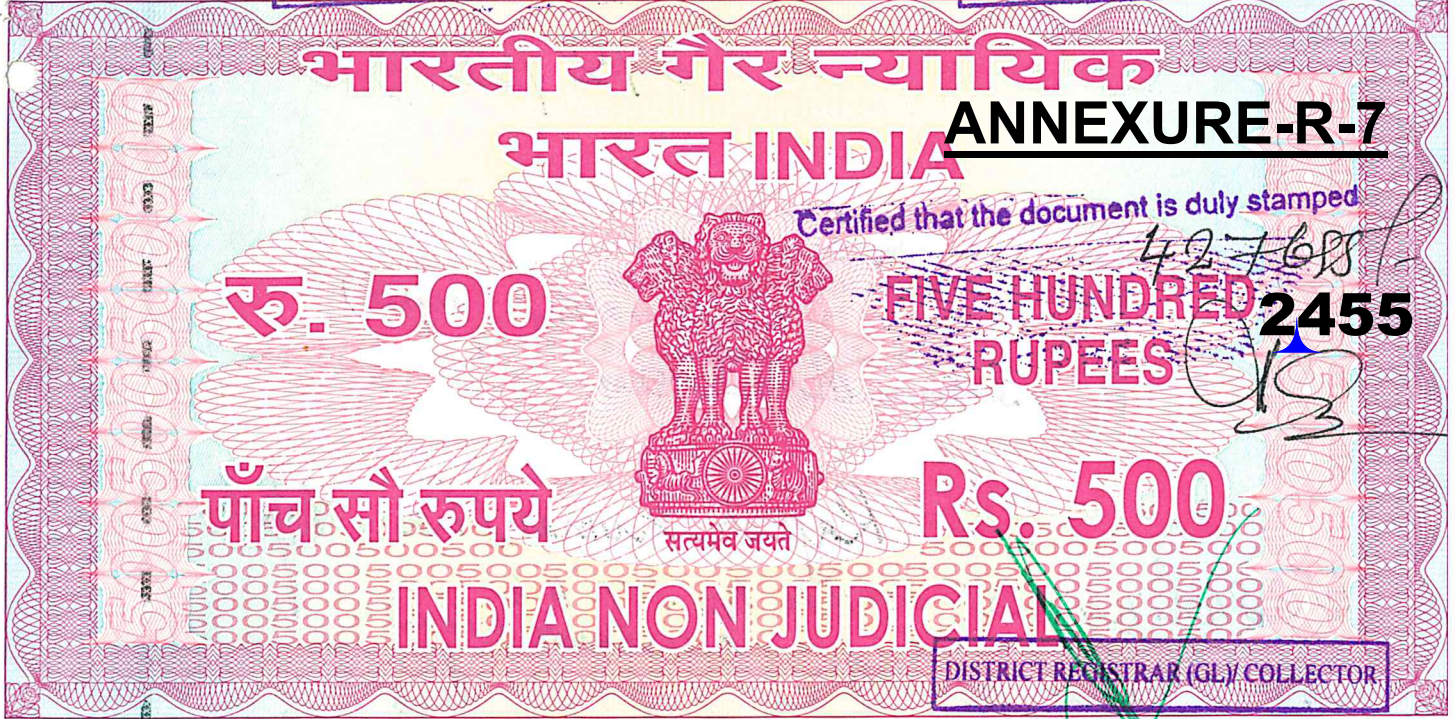 भारतीय गैर न्यायिक
ANNEXURE-R-7
भारत INDIA
Certified that the document is duly stamped
रु. 500
FIVE HUNDRED
RUPEES
2455
पाँच सौ रुपये
सत्यमेव जयते
Rs. 500
INDIA NON JUDICIAL
DISTRICT REGISTRAR (GL)/ COLLECTOR